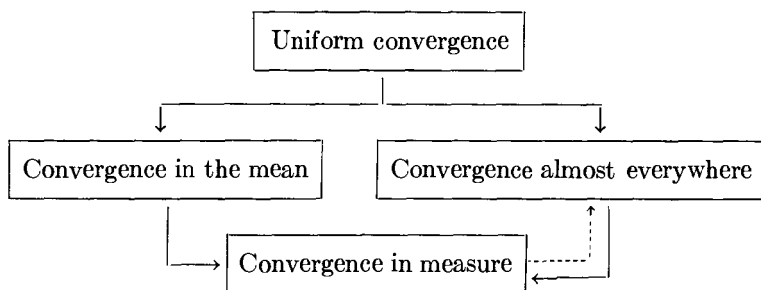 Uniform convergence
Convergence in the mean
Convergence almost everywhere
Convergence in measure